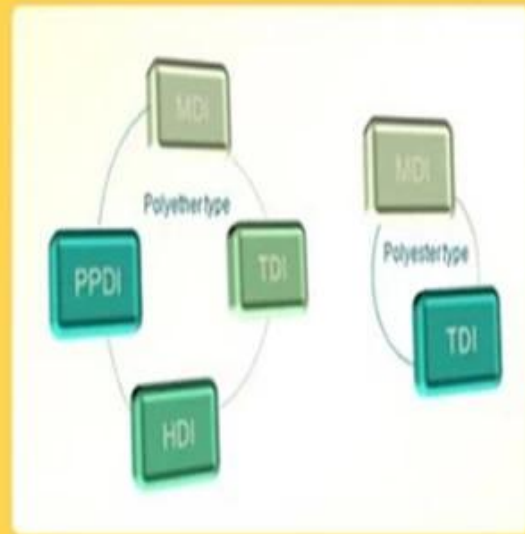 MDI
Polyethertype
PPDI
TDI
HDI
MDI
Polyestertype
TDI